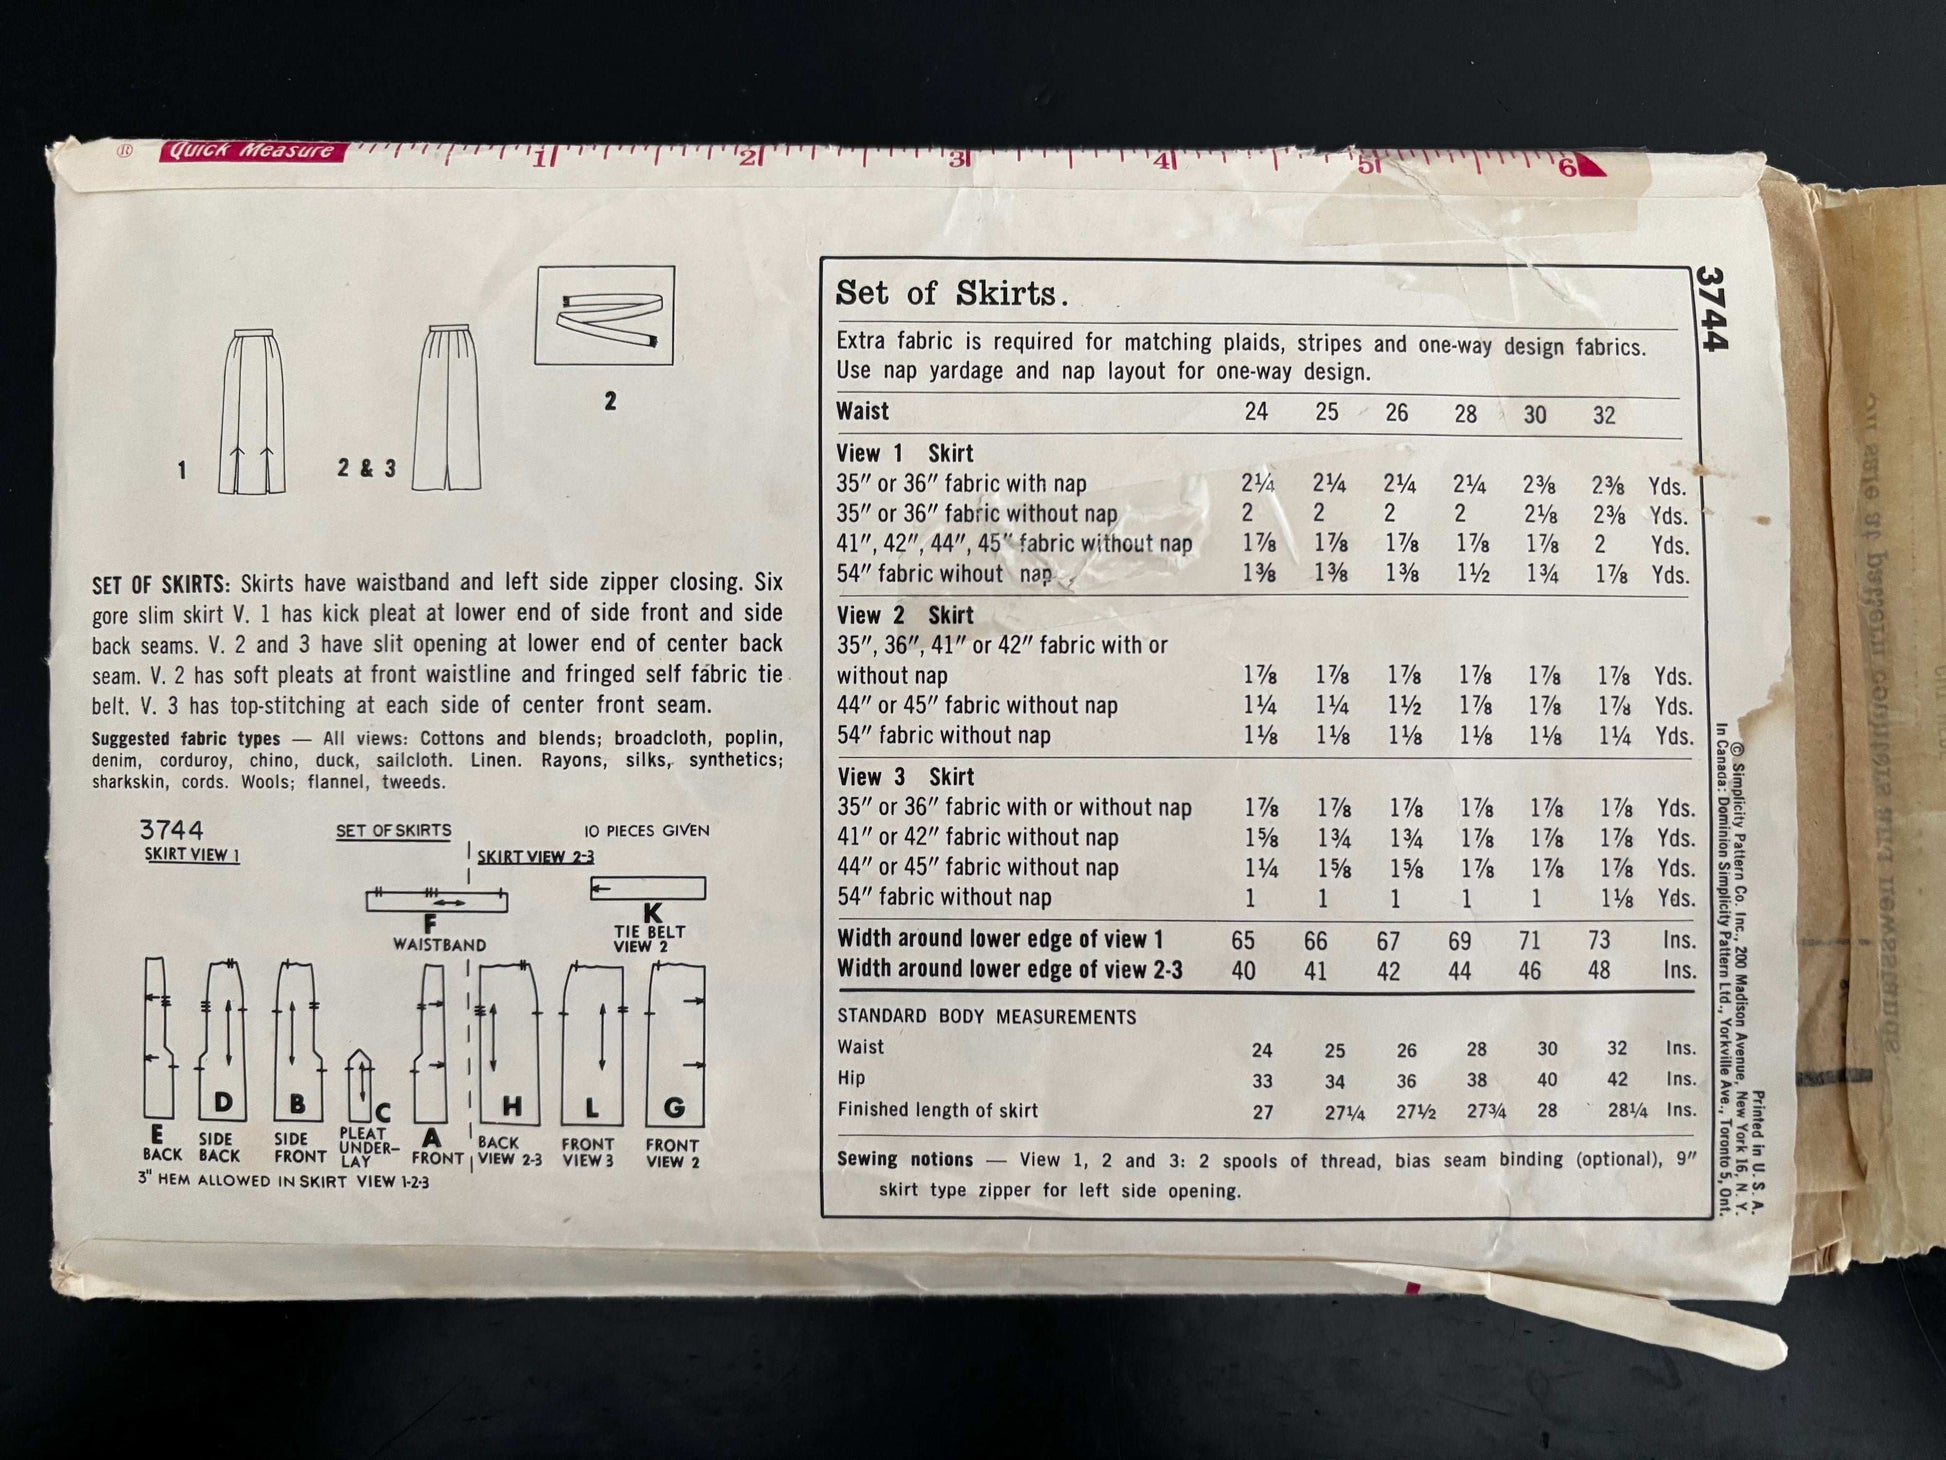 ® Quick Measure 1 2 3 4 5 6
1
2 & 3
2
SET OF SKIRTS: Skirts have waistband and left side zipper closing. Six
gore slim skirt V. 1 has kick pleat at lower end of side front and side
back seams. V. 2 and 3 have slit opening at lower end of center back
seam. V. 2 has soft pleats at front waistline and fringed self fabric tie
belt. V. 3 has top-stitching at each side of center front seam.
Suggested fabric types — All views: Cottons and blends; broadcloth, poplin,
denim, corduroy, chino, duck, sailcloth. Linen. Rayons, silks, synthetics;
sharkskin, cords. Wools; flannel, tweeds.
3744 SET OF SKIRTS 10 PIECES GIVEN
SKIRT VIEW 1 SKIRT VIEW 2-3
F
WAISTBAND
K
TIE BELT
VIEW 2
E
BACK
D
SIDE
BACK
B
SIDE
FRONT
C
PLEAT
UNDER-
LAY
A
FRONT
H
BACK
VIEW 2-3
L
FRONT
VIEW 3
G
FRONT
VIEW 2
3" HEM ALLOWED IN SKIRT VIEW 1-2-3
Set of Skirts.
Extra fabric is required for matching plaids, stripes and one-way design fabrics.
Use nap yardage and nap layout for one-way design.
Waist 24 25 26 28 30 32
View 1 Skirt
35″ or 36″ fabric with nap 2¼ 2¼ 2¼ 2¼ 2⅜ 2⅜ Yds.
35″ or 36″ fabric without nap 2 2 2 2 2⅛ 2⅜ Yds.
41″, 42″, 44″, 45″ fabric without nap 1⅞ 1⅞ 1⅞ 1⅞ 1⅞ 2 Yds.
54″ fabric wihout nap 1⅜ 1⅜ 1⅜ 1½ 1¾ 1⅞ Yds.
View 2 Skirt
35″, 36″, 41″ or 42″ fabric with or
without nap 1⅞ 1⅞ 1⅞ 1⅞ 1⅞ 1⅞ Yds.
44″ or 45″ fabric without nap 1¼ 1¼ 1½ 1⅞ 1⅞ 1⅞ Yds.
54″ fabric without nap 1⅛ 1⅛ 1⅛ 1⅛ 1⅛ 1¼ Yds.
View 3 Skirt
35″ or 36″ fabric with or without nap 1⅞ 1⅞ 1⅞ 1⅞ 1⅞ 1⅞ Yds.
41″ or 42″ fabric without nap 1⅝ 1¾ 1¾ 1⅞ 1⅞ 1⅞ Yds.
44″ or 45″ fabric without nap 1¼ 1⅝ 1⅝ 1⅞ 1⅞ 1⅞ Yds.
54″ fabric without nap 1 1 1 1 1 1⅛ Yds.
Width around lower edge of view 1 65 66 67 69 71 73 Ins.
Width around lower edge of view 2-3 40 41 42 44 46 48 Ins.
STANDARD BODY MEASUREMENTS
Waist 24 25 26 28 30 32 Ins.
Hip 33 34 36 38 40 42 Ins.
Finished length of skirt 27 27¼ 27½ 27¾ 28 28¼ Ins.
Sewing notions — View 1, 2 and 3: 2 spools of thread, bias seam binding (optional), 9″
skirt type zipper for left side opening.
3744
Printed in U. S. A.
© Simplicity Pattern Co. Inc., 200 Madison Avenue, New York 16, N. Y.
In Canada: Dominion Simplicity Pattern Ltd., Yorkville Ave., Toronto 5, Ont.
sale at pattern counters and newsstands